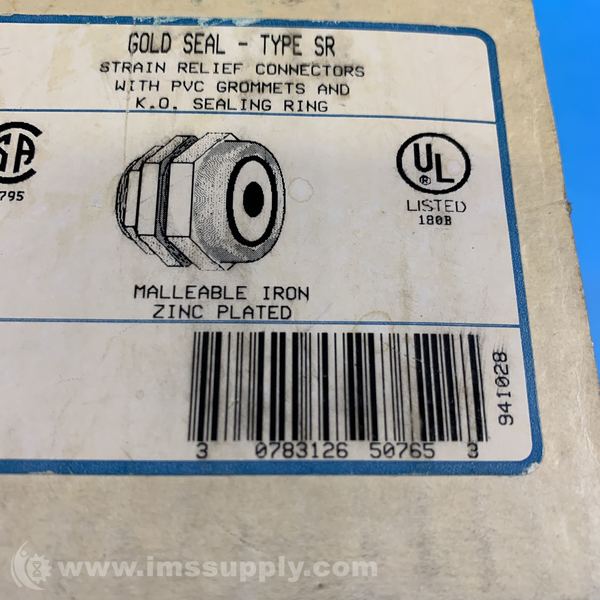 GOLD SEAL - TYPE SR
STRAIN RELIEF CONNECTORS
WITH PVC GROMMETS AND
K.O. SEALING RING
SA
795
UL
®
LISTED
180B
MALLEABLE IRON
ZINC PLATED
941028
3 0783126 50765 3
www.imssupply.com